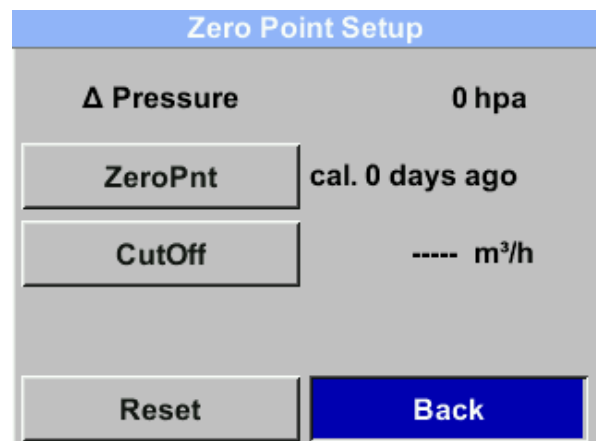 Zero Point Setup
Δ Pressure 0 hpa
ZeroPnt cal. 0 days ago
CutOff ----- m³/h
Reset Back